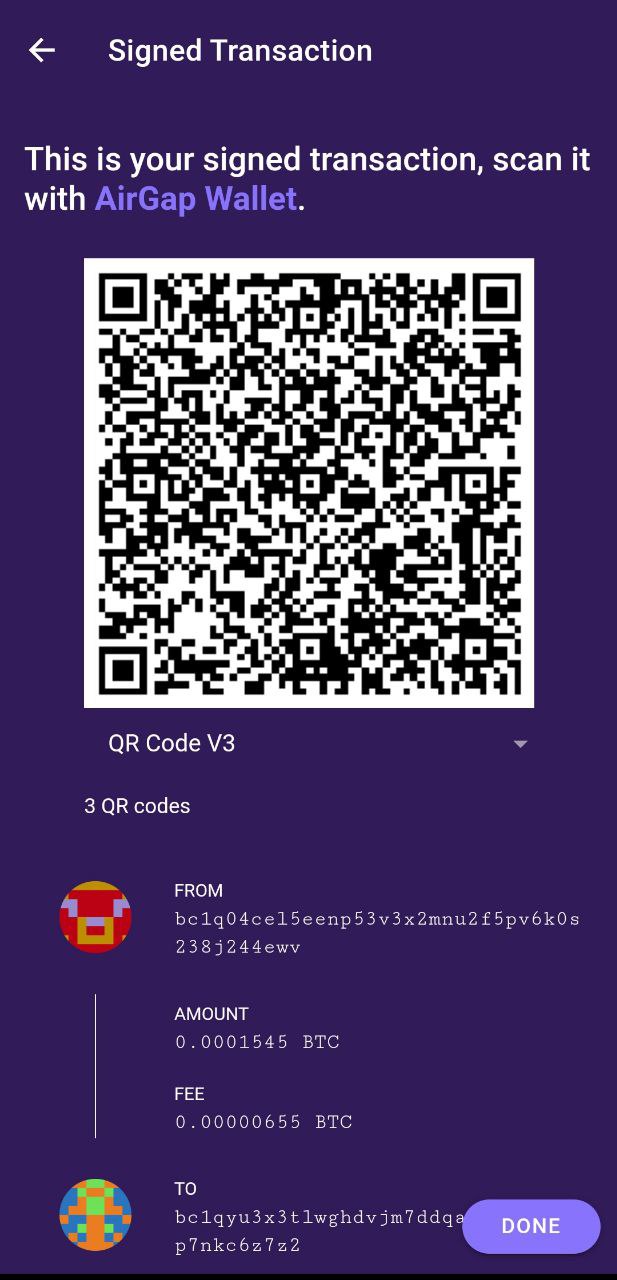 Signed Transaction
This is your signed transaction, scan it
with AirGap Wallet.
QR Code V3
3 QR codes
FROM
bc1q04cel5eenp53v3x2mnu2f5pv6k0s
238j244ewv
AMOUNT
0.0001545 BTC
FEE
0.00000655 BTC
TO
bc1qyu3x3tlwghdvjm7ddqa
p7nkc6z7z2
DONE